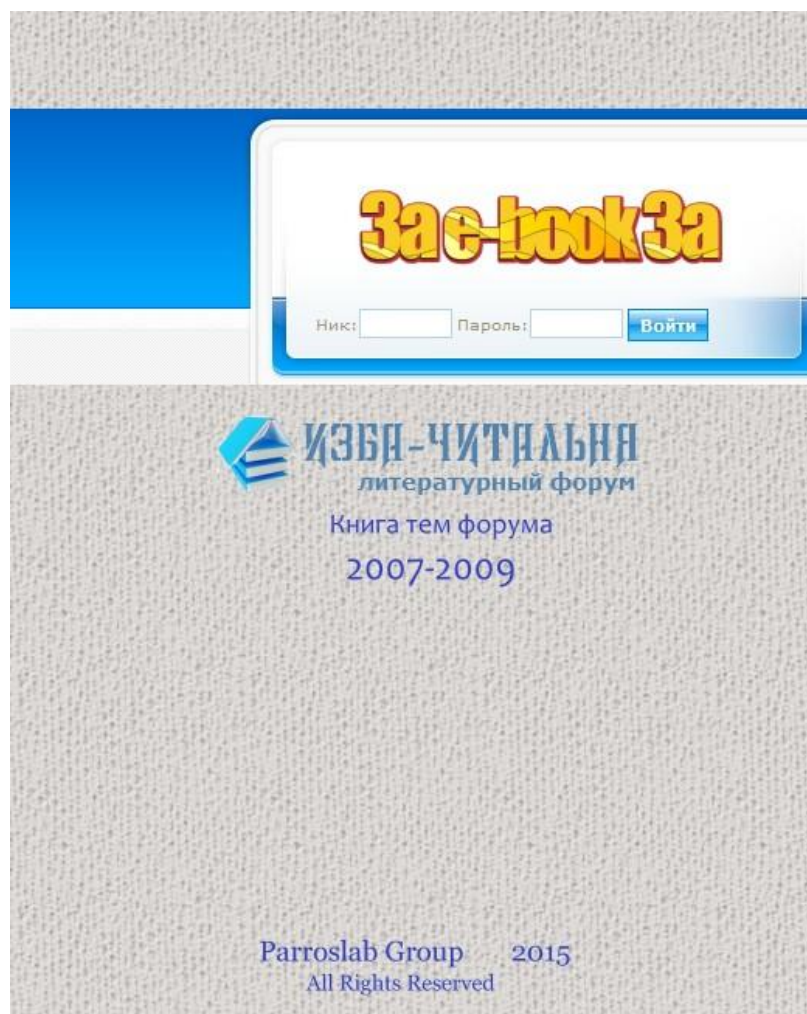 За e-book За
Ник: Пароль: Войти
ИЗБА-ЧИТАЛЬНЯ
литературный форум
Книга тем форума
2007-2009
Parroslab Group 2015
All Rights Reserved